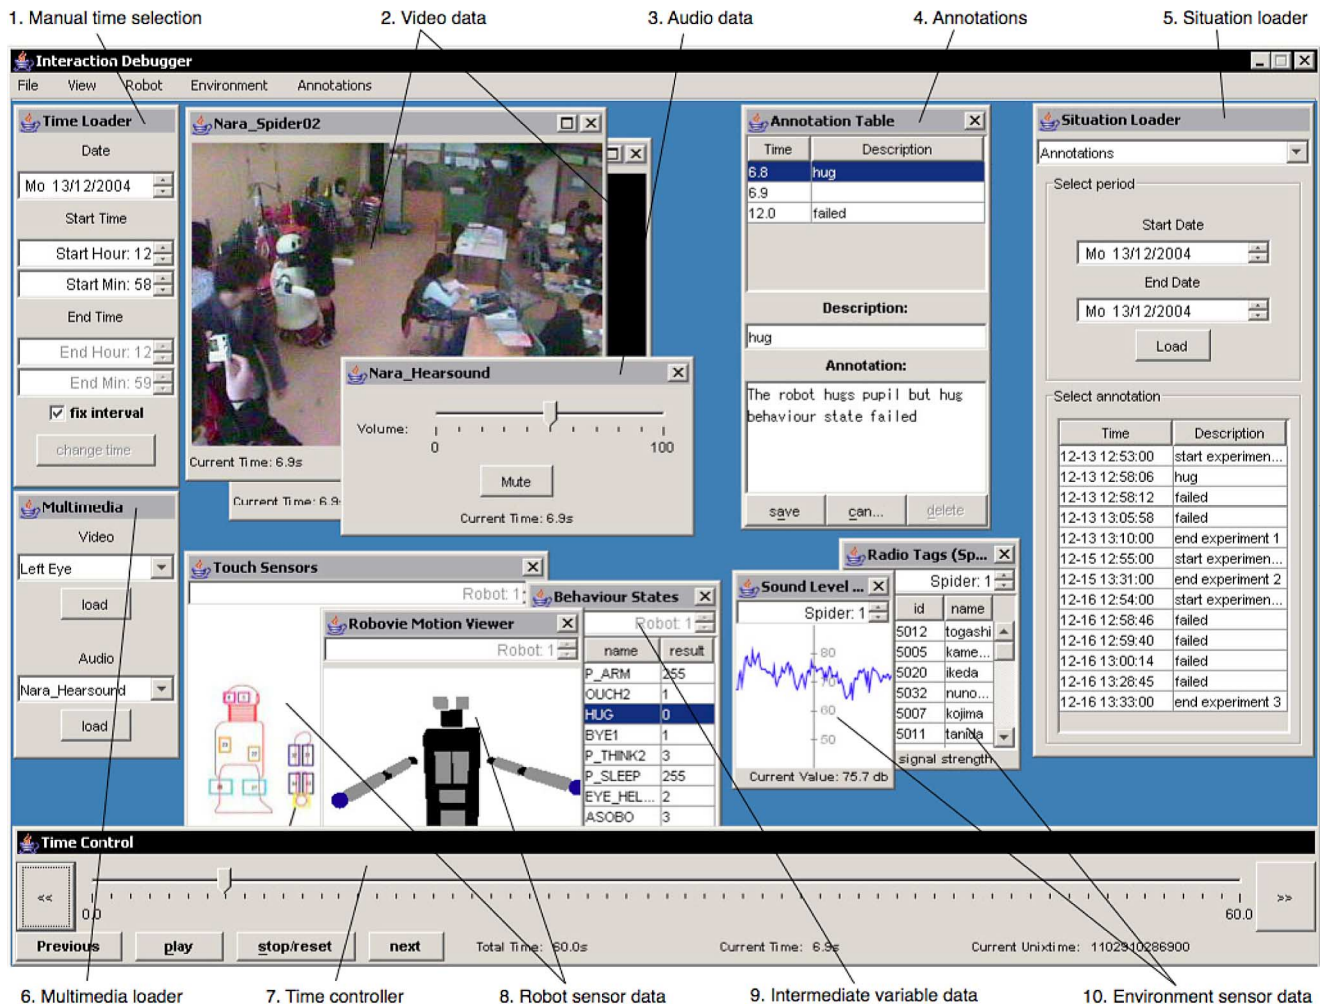 1. Manual time selection
2. Video data
3. Audio data
4. Annotations
5. Situation loader
Interaction Debugger
File View Robot Environment Annotations
Time Loader
Date
Mo 13/12/2004
Start Time
Start Hour: 12
Start Min: 58
End Time
End Hour: 12
End Min: 59
fix interval
change time
Multimedia
Video
Left Eye
load
Audio
Nara_Hearsound
load
Nara_Spider02
Current Time: 6.9s
Current Time: 6.9
Nara_Hearsound
Volume:
0 100
Mute
Current Time: 6.9s
Annotation Table
Time Description
6.8 hug
6.9
12.0 failed
Description:
hug
Annotation:
The robot hugs pupil but hug
behaviour state failed
save can... delete
Situation Loader
Annotations
Select period
Start Date
Mo 13/12/2004
End Date
Mo 13/12/2004
Load
Select annotation
Time Description
12-13 12:53:00 start experimen...
12-13 12:58:06 hug
12-13 12:58:12 failed
12-13 13:05:58 failed
12-13 13:10:00 end experiment 1
12-15 12:55:00 start experimen...
12-15 13:31:00 end experiment 2
12-16 12:54:00 start experimen...
12-16 12:58:46 failed
12-16 12:59:40 failed
12-16 13:00:14 failed
12-16 13:28:45 failed
12-16 13:33:00 end experiment 3
Touch Sensors
Robot: 1
Robovie Motion Viewer
Robot: 1
Behaviour States
Robot: 1
name result
P_ARM 255
OUCH2 1
HUG 0
BYE1 1
P_THINK2 3
P_SLEEP 255
EYE_HEL... 2
ASOBO 3
Sound Level ...
Spider: 1
80
70
60
50
Current Value: 75.7 db
Radio Tags (Sp...
Spider: 1
id name
5012 togashi
5005 kame...
5020 ikeda
5032 nuno...
5007 kojima
5011 tanida
signal strength
Time Control
<<
>>
0.0 60.0
Previous play stop/reset next
Total Time: 60.0s
Current Time: 6.9s
Current Unixtime: 1102910286900
6. Multimedia loader
7. Time controller
8. Robot sensor data
9. Intermediate variable data
10. Environment sensor data